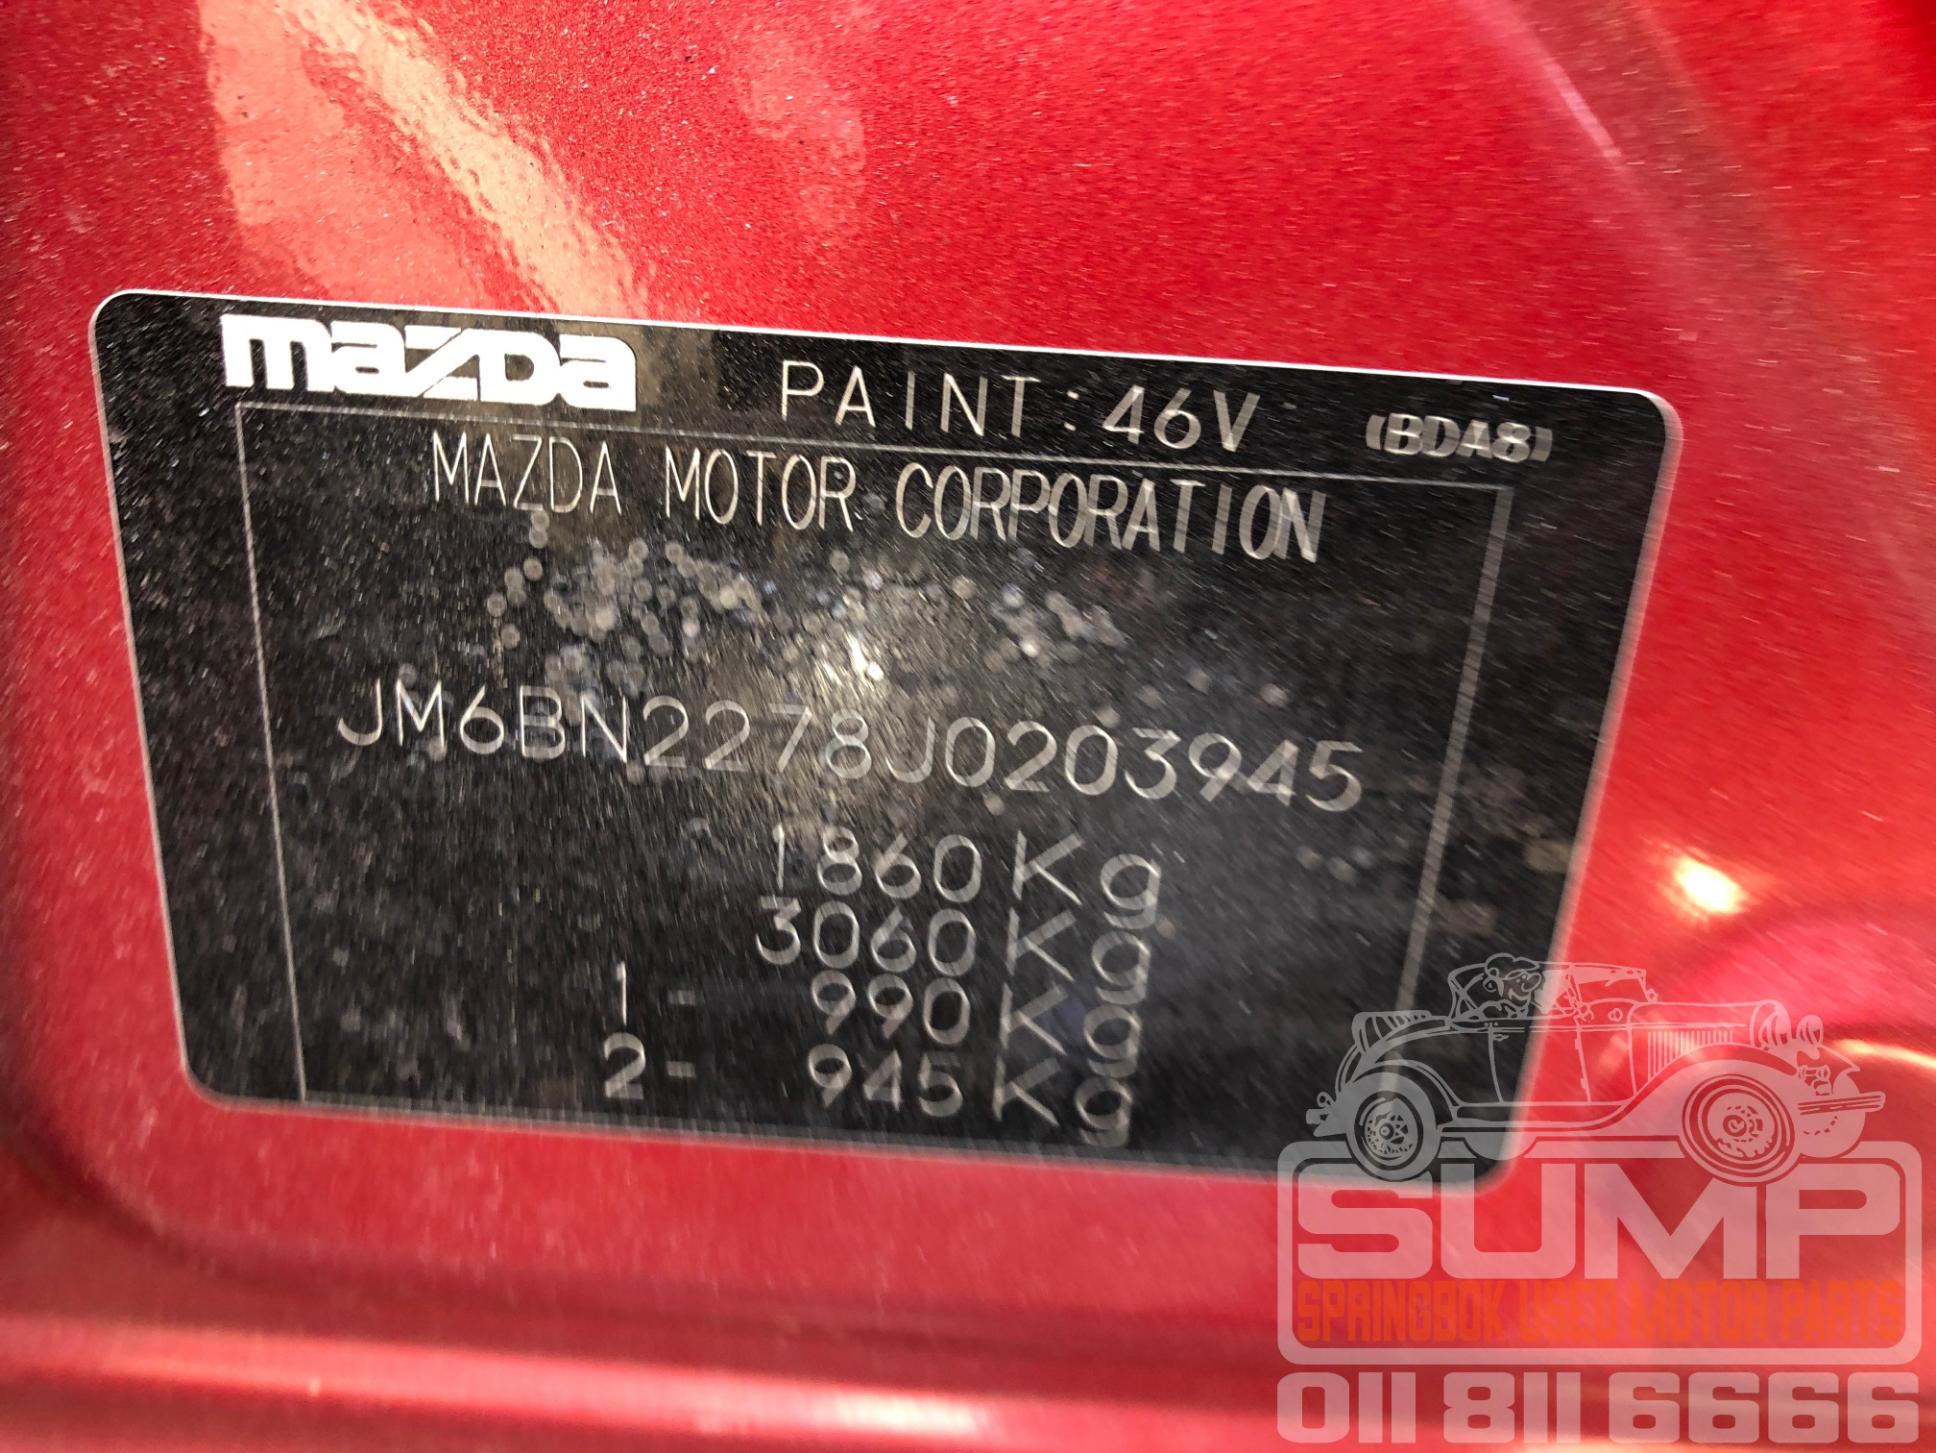 mazda PAINT:46V (BDA8)
MAZDA MOTOR CORPORATION
JM6BN2278J0203945
1860Kg
3060Kg
1- 990Kg
2- 945Kg
SUMP
SPRINGBOK USED MOTOR PARTS
011 811 6666